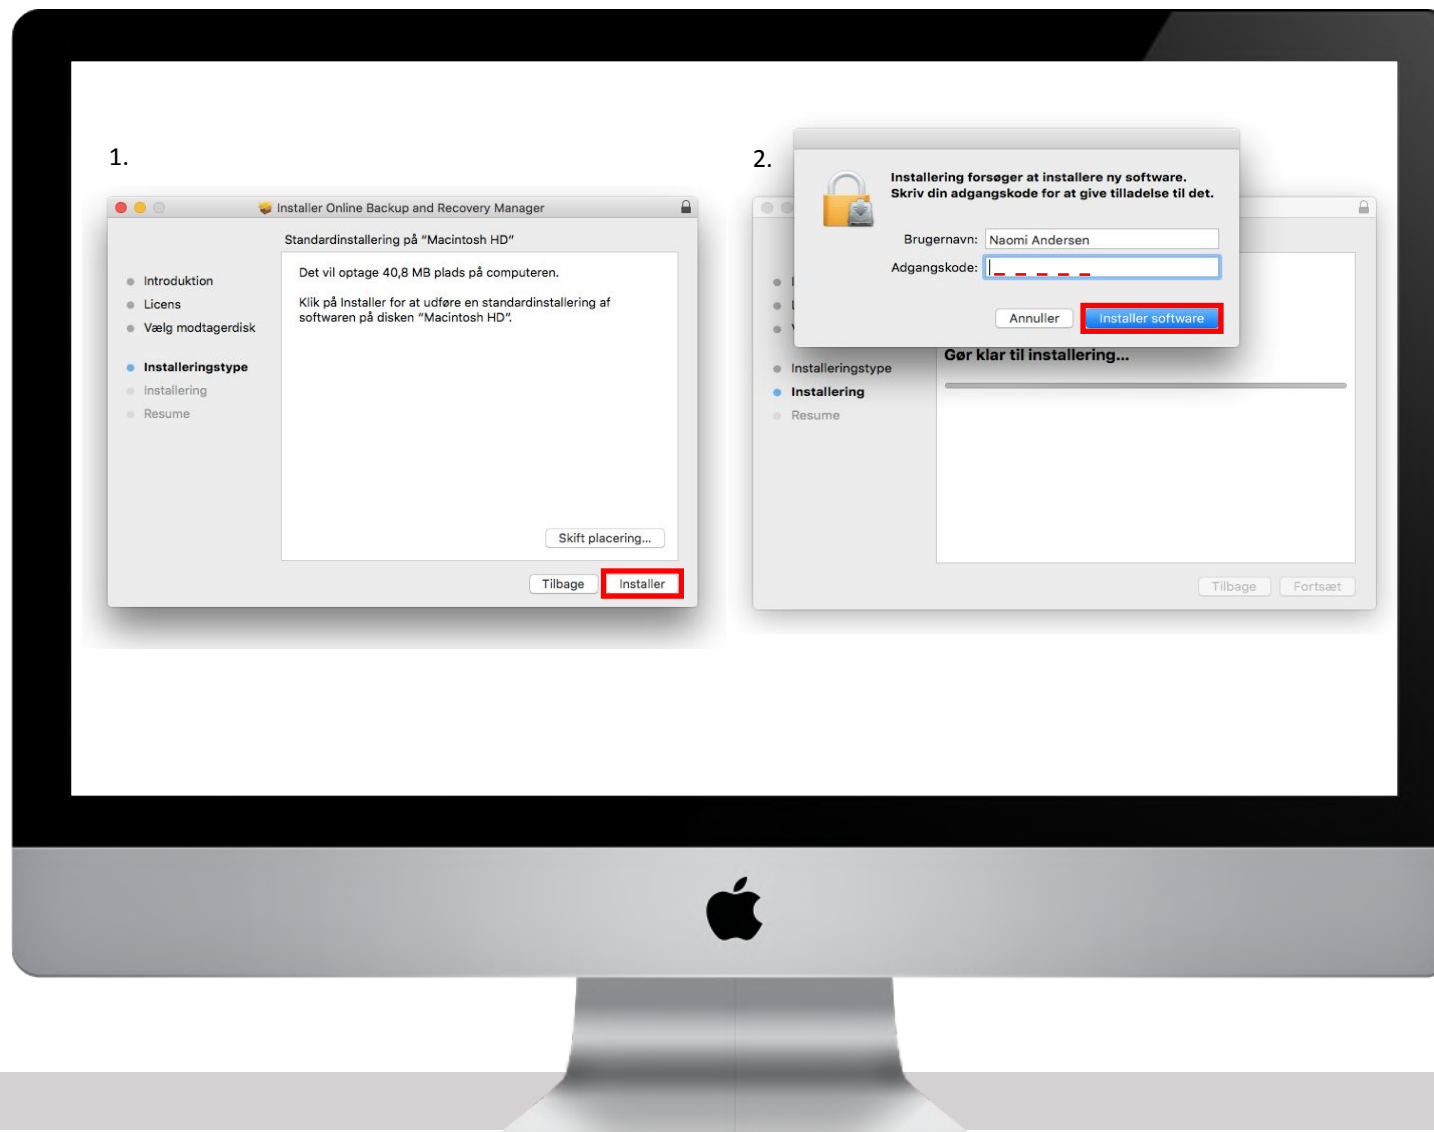 1.
Installer Online Backup and Recovery Manager
Standardinstallering på "Macintosh HD"
Introduktion
Licens
Vælg modtagerdisk
Installeringstype
Installering
Resume
Det vil optage 40,8 MB plads på computeren.
Klik på Installer for at udføre en standardinstallering af
softwaren på disken "Macintosh HD".
Skift placering...
Tilbage
Installer
2.
Installering forsøger at installere ny software.
Skriv din adgangskode for at give tilladelse til det.
Brugernavn: Naomi Andersen
Adgangskode:
Annuller
Installer software
Gør klar til installering...
Installeringstype
Installering
Resume
Tilbage
Fortsæt